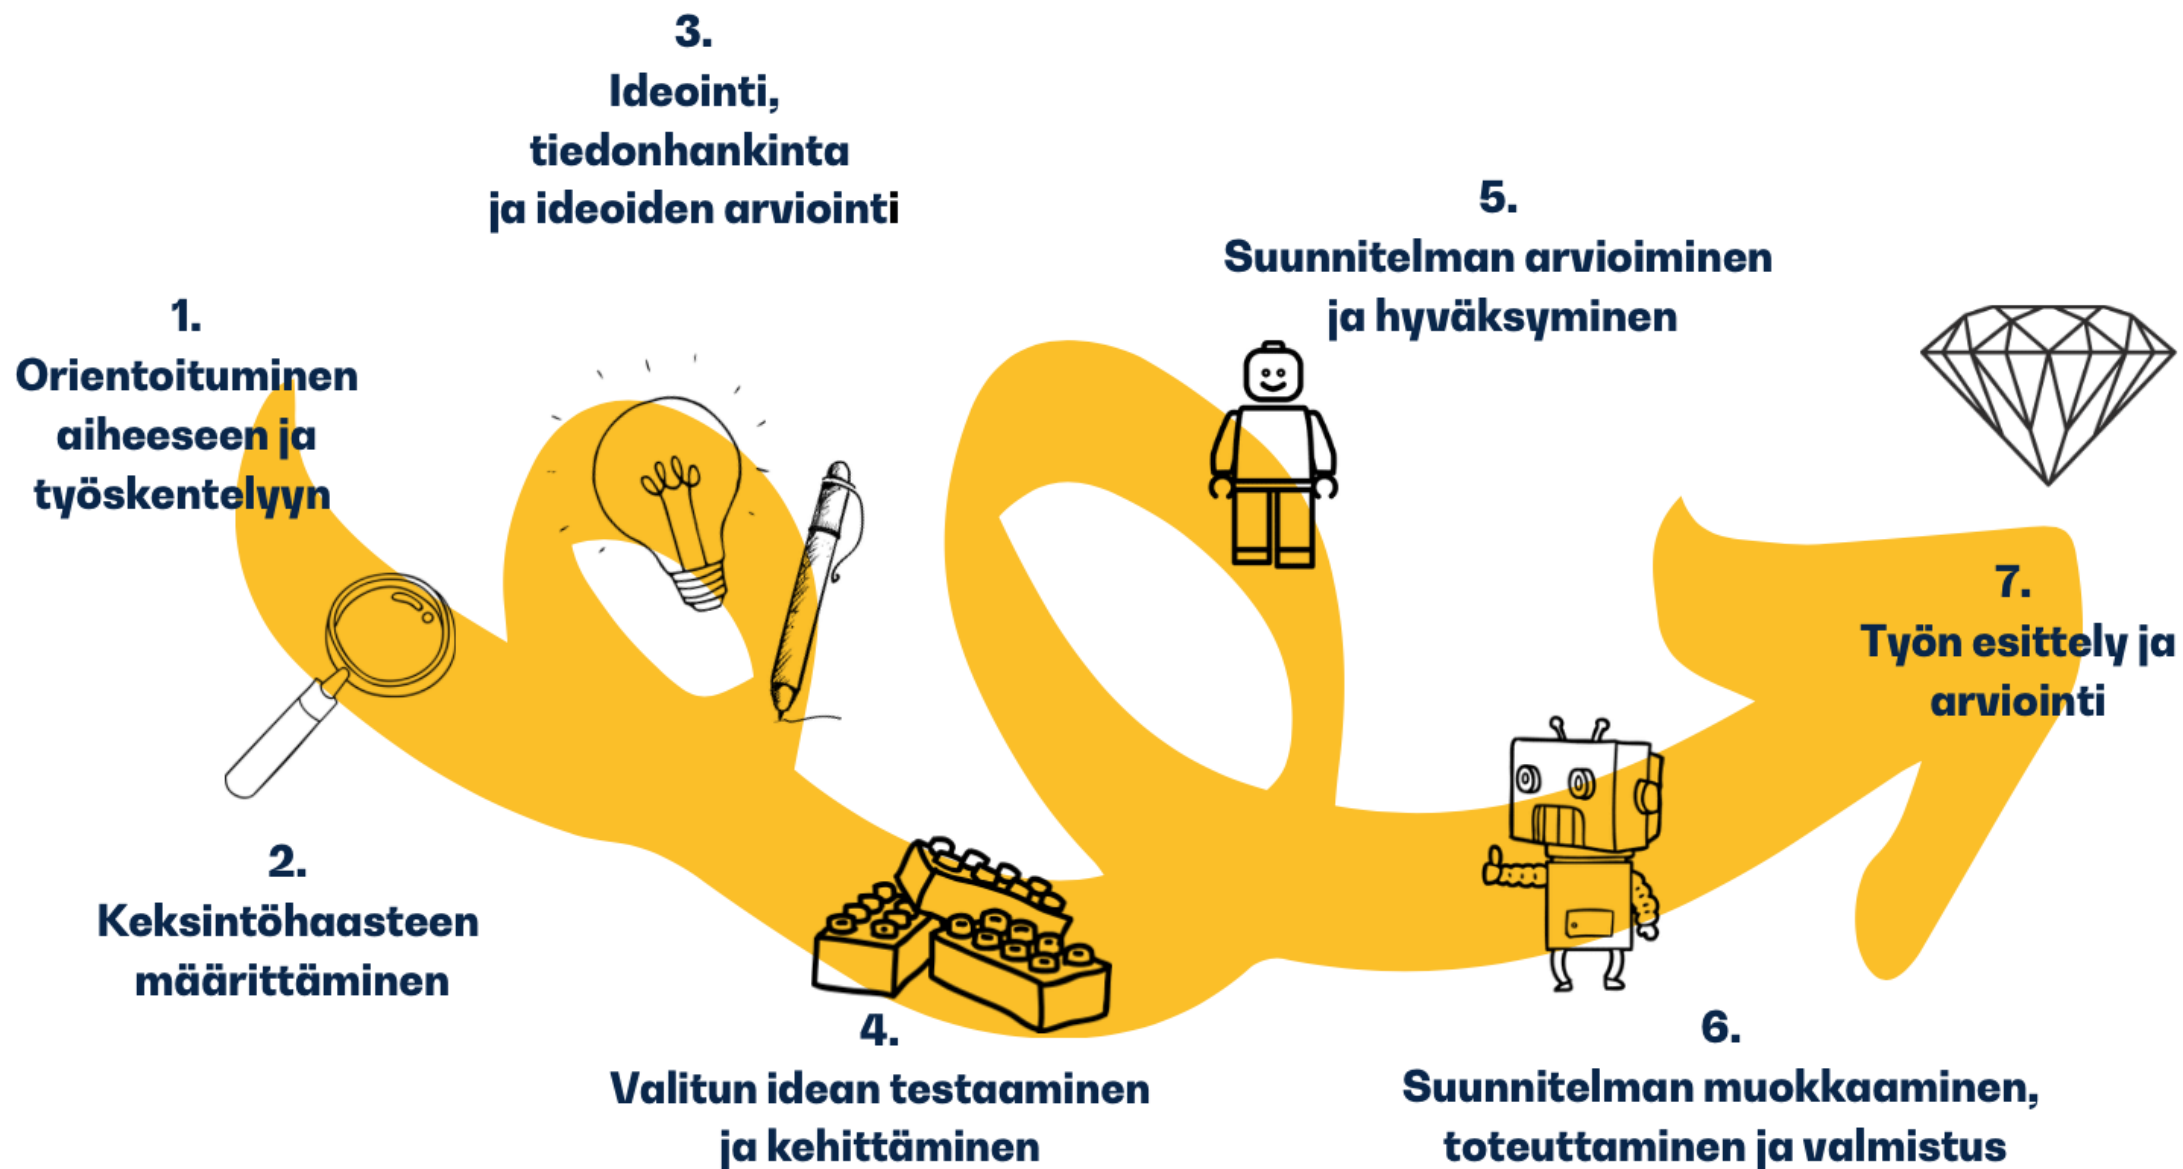 1.
Orientoituminen
aiheeseen ja
työskentelyyn
2.
Keksintöhaasteen
määrittäminen
3.
Ideointi,
tiedonhankinta
ja ideoiden arviointi
4.
Valitun idean testaaminen
ja kehittäminen
5.
Suunnitelman arvioiminen
ja hyväksyminen
6.
Suunnitelman muokkaaminen,
toteuttaminen ja valmistus
7.
Työn esittely ja
arviointi